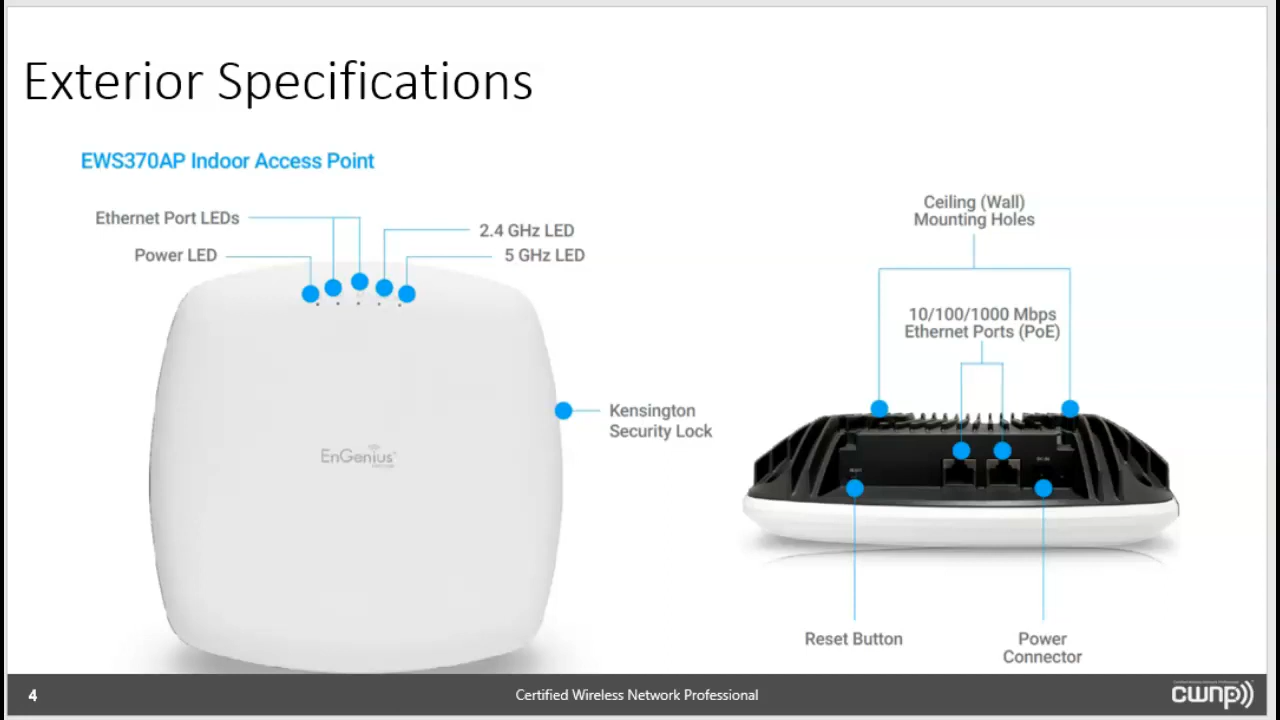 Exterior Specifications
EWS370AP Indoor Access Point
Ethernet Port LEDs
Power LED
2.4 GHz LED
5 GHz LED
Kensington
Security Lock
EnGenius
Ceiling (Wall)
Mounting Holes
10/100/1000 Mbps
Ethernet Ports (PoE)
Reset Button
Power
Connector
4
Certified Wireless Network Professional
cwnp